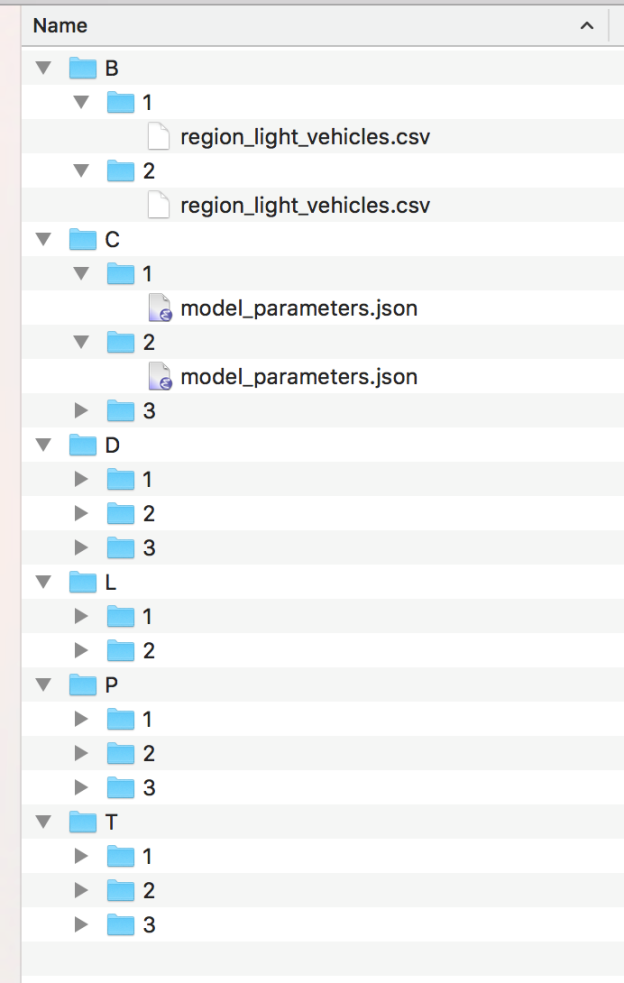 Name
B
1
region_light_vehicles.csv
2
region_light_vehicles.csv
C
1
model_parameters.json
2
model_parameters.json
3
D
1
2
3
L
1
2
P
1
2
3
T
1
2
3